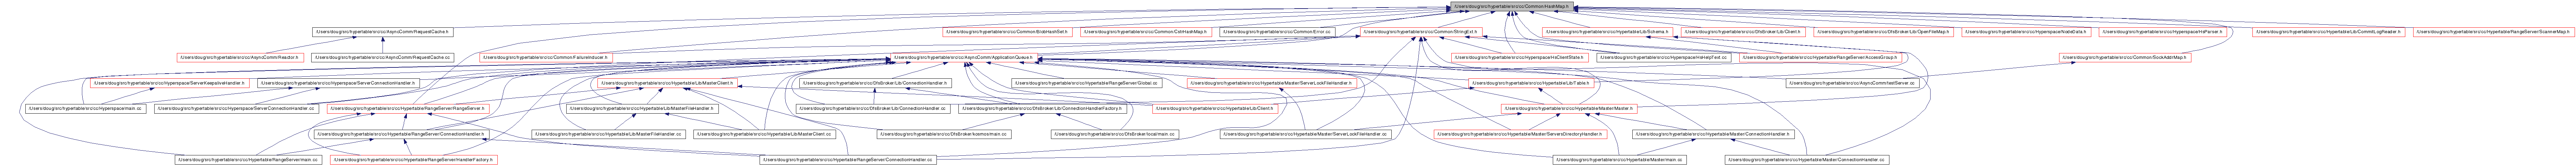 /Users/doug/src/hypertable/src/cc/Common/HashMap.h
/Users/doug/src/hypertable/src/cc/AsyncComm/RequestCache.h
/Users/doug/src/hypertable/src/cc/Common/BlobHashSet.h
/Users/doug/src/hypertable/src/cc/Common/CstrHashMap.h
/Users/doug/src/hypertable/src/cc/Common/Error.cc
/Users/doug/src/hypertable/src/cc/Common/StringExt.h
/Users/doug/src/hypertable/src/cc/Hypertable/Lib/Schema.h
/Users/doug/src/hypertable/src/cc/DfsBroker/Lib/Client.h
/Users/doug/src/hypertable/src/cc/DfsBroker/Lib/OpenFileMap.h
/Users/doug/src/hypertable/src/cc/Hyperspace/NodeData.h
/Users/doug/src/hypertable/src/cc/Hyperspace/HsParser.h
/Users/doug/src/hypertable/src/cc/Hypertable/Lib/CommitLogReader.h
/Users/doug/src/hypertable/src/cc/Hypertable/RangeServer/ScannerMap.h
/Users/doug/src/hypertable/src/cc/AsyncComm/Reactor.h
/Users/doug/src/hypertable/src/cc/AsyncComm/RequestCache.cc
/Users/doug/src/hypertable/src/cc/Common/FailureInducer.h
/Users/doug/src/hypertable/src/cc/AsyncComm/ApplicationQueue.h
/Users/doug/src/hypertable/src/cc/Hyperspace/HsClientState.h
/Users/doug/src/hypertable/src/cc/Hyperspace/HsHelpText.cc
/Users/doug/src/hypertable/src/cc/Hypertable/RangeServer/AccessGroup.h
/Users/doug/src/hypertable/src/cc/Common/SockAddrMap.h
/Users/doug/src/hypertable/src/cc/Hyperspace/ServerKeepaliveHandler.h
/Users/doug/src/hypertable/src/cc/Hyperspace/ServerConnectionHandler.h
/Users/doug/src/hypertable/src/cc/Hypertable/Lib/MasterClient.h
/Users/doug/src/hypertable/src/cc/DfsBroker/Lib/ConnectionHandler.h
/Users/doug/src/hypertable/src/cc/Hypertable/RangeServer/Global.cc
/Users/doug/src/hypertable/src/cc/Hypertable/Master/ServerLockFileHandler.h
/Users/doug/src/hypertable/src/cc/Hypertable/Lib/Table.h
/Users/doug/src/hypertable/src/cc/AsyncComm/tests/testServer.cc
/Users/doug/src/hypertable/src/cc/Hyperspace/main.cc
/Users/doug/src/hypertable/src/cc/Hyperspace/ServerConnectionHandler.cc
/Users/doug/src/hypertable/src/cc/Hypertable/RangeServer/RangeServer.h
/Users/doug/src/hypertable/src/cc/Hypertable/Lib/MasterFileHandler.h
/Users/doug/src/hypertable/src/cc/DfsBroker/Lib/ConnectionHandler.cc
/Users/doug/src/hypertable/src/cc/DfsBroker/Lib/ConnectionHandlerFactory.h
/Users/doug/src/hypertable/src/cc/Hypertable/Lib/Client.h
/Users/doug/src/hypertable/src/cc/Hypertable/Master/Master.h
/Users/doug/src/hypertable/src/cc/Hypertable/RangeServer/ConnectionHandler.h
/Users/doug/src/hypertable/src/cc/Hypertable/Lib/MasterFileHandler.cc
/Users/doug/src/hypertable/src/cc/Hypertable/Lib/MasterClient.cc
/Users/doug/src/hypertable/src/cc/DfsBroker/kosmos/main.cc
/Users/doug/src/hypertable/src/cc/DfsBroker/local/main.cc
/Users/doug/src/hypertable/src/cc/Hypertable/Master/ServerLockFileHandler.cc
/Users/doug/src/hypertable/src/cc/Hypertable/Master/ServersDirectoryHandler.h
/Users/doug/src/hypertable/src/cc/Hypertable/Master/ConnectionHandler.h
/Users/doug/src/hypertable/src/cc/Hypertable/RangeServer/main.cc
/Users/doug/src/hypertable/src/cc/Hypertable/RangeServer/HandlerFactory.h
/Users/doug/src/hypertable/src/cc/Hypertable/RangeServer/ConnectionHandler.cc
/Users/doug/src/hypertable/src/cc/Hypertable/Master/main.cc
/Users/doug/src/hypertable/src/cc/Hypertable/Master/ConnectionHandler.cc